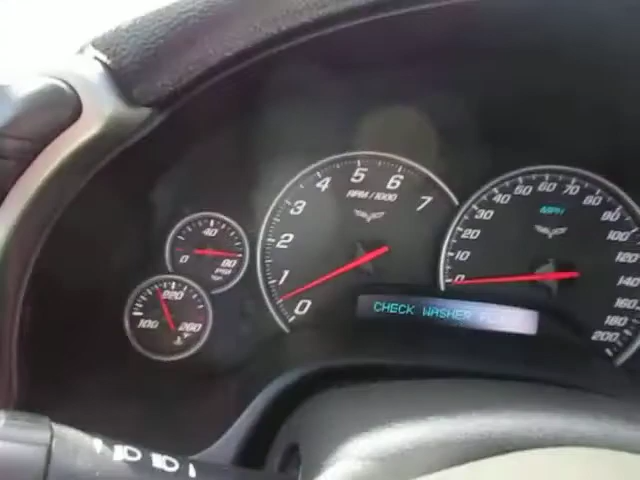 0 40 80
PSI
100 220 260
°F
0 1 2 3 4 5 6 7
RPM / 1000
CHECK WASHER
0 10 20 30 40 50 60 70 80 90 100 120 140 160 180 200
MPH